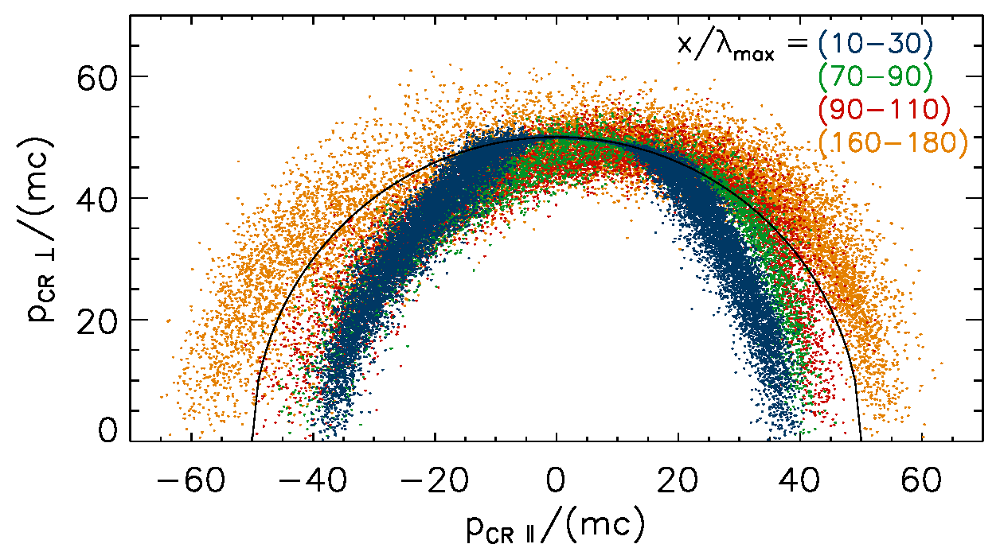 x/λmax = (10−30)
(70−90)
(90−110)
(160−180)
60
40
20
0
pCR ⊥/(mc)
−60 −40 −20 0 20 40 60
pCR ∥/(mc)